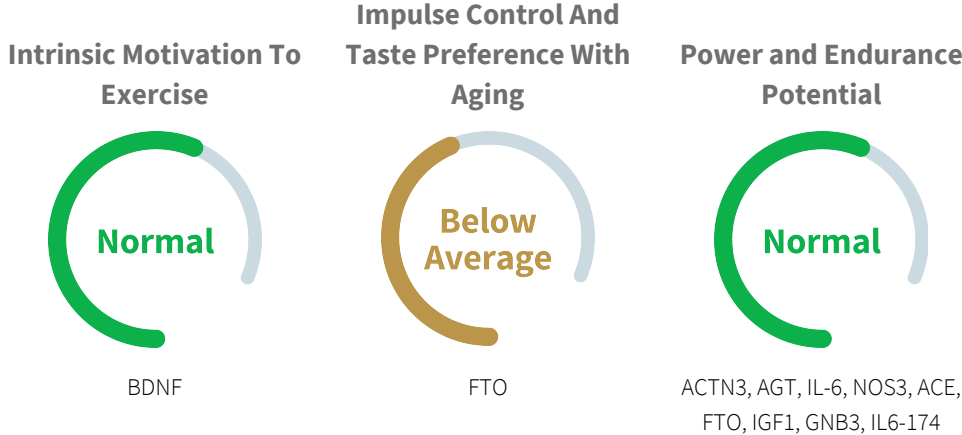 Intrinsic Motivation To
Exercise
Normal
BDNF
Impulse Control And
Taste Preference With
Aging
Below
Average
FTO
Power and Endurance
Potential
Normal
ACTN3, AGT, IL-6, NOS3, ACE,
FTO, IGF1, GNB3, IL6-174